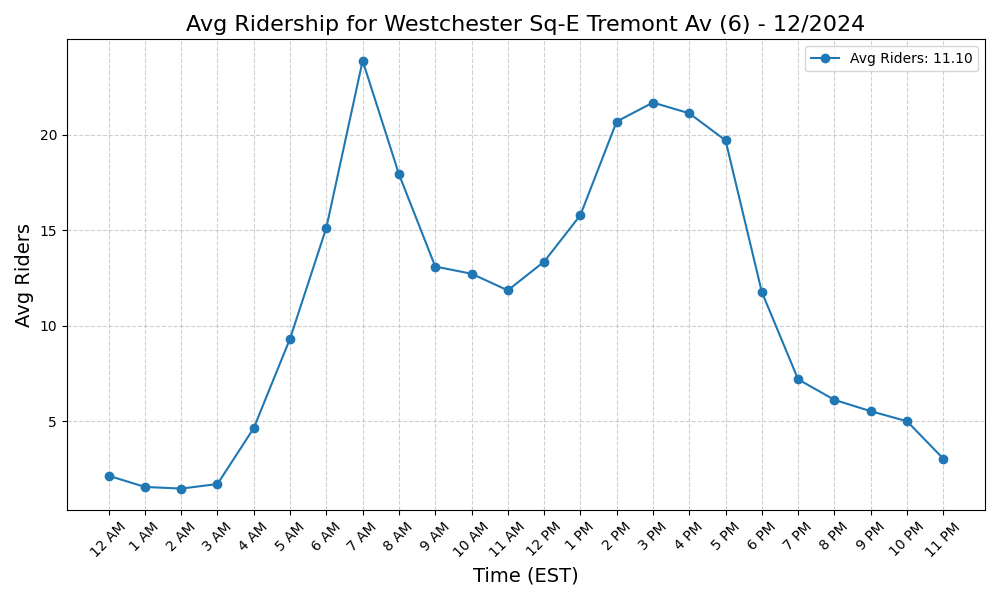 Avg Ridership for Westchester Sq-E Tremont Av (6) - 12/2024
Avg Riders: 11.10
Avg Riders
20
15
10
5
12 AM
1 AM
2 AM
3 AM
4 AM
5 AM
6 AM
7 AM
8 AM
9 AM
10 AM
11 AM
12 PM
1 PM
2 PM
3 PM
4 PM
5 PM
6 PM
7 PM
8 PM
9 PM
10 PM
11 PM
Time (EST)